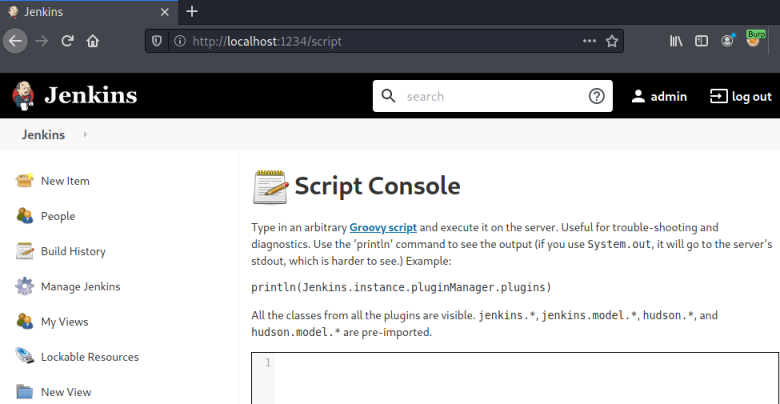 Jenkins
http://localhost:1234/script
Burp
Jenkins
search
admin
log out
Jenkins
New Item
People
Build History
Manage Jenkins
My Views
Lockable Resources
New View
Script Console
Type in an arbitrary Groovy script and execute it on the server. Useful for trouble-shooting and
diagnostics. Use the 'println' command to see the output (if you use System.out, it will go to the server's
stdout, which is harder to see.) Example:
println(Jenkins.instance.pluginManager.plugins)
All the classes from all the plugins are visible. jenkins.*, jenkins.model.*, hudson.*, and
hudson.model.* are pre-imported.
1